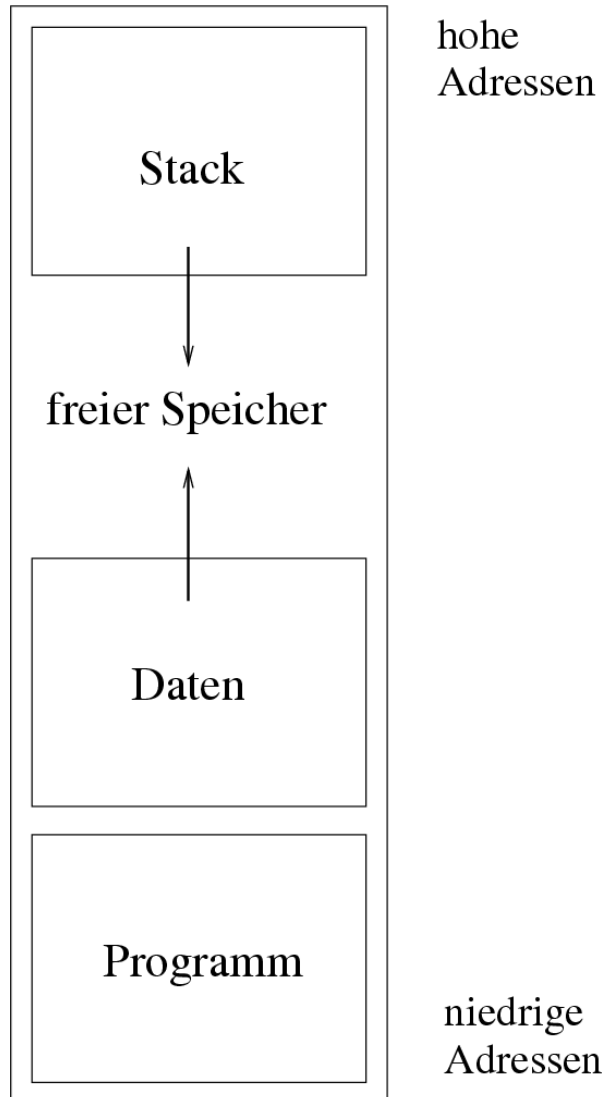 hohe
Adressen
Stack
freier Speicher
Daten
Programm
niedrige
Adressen